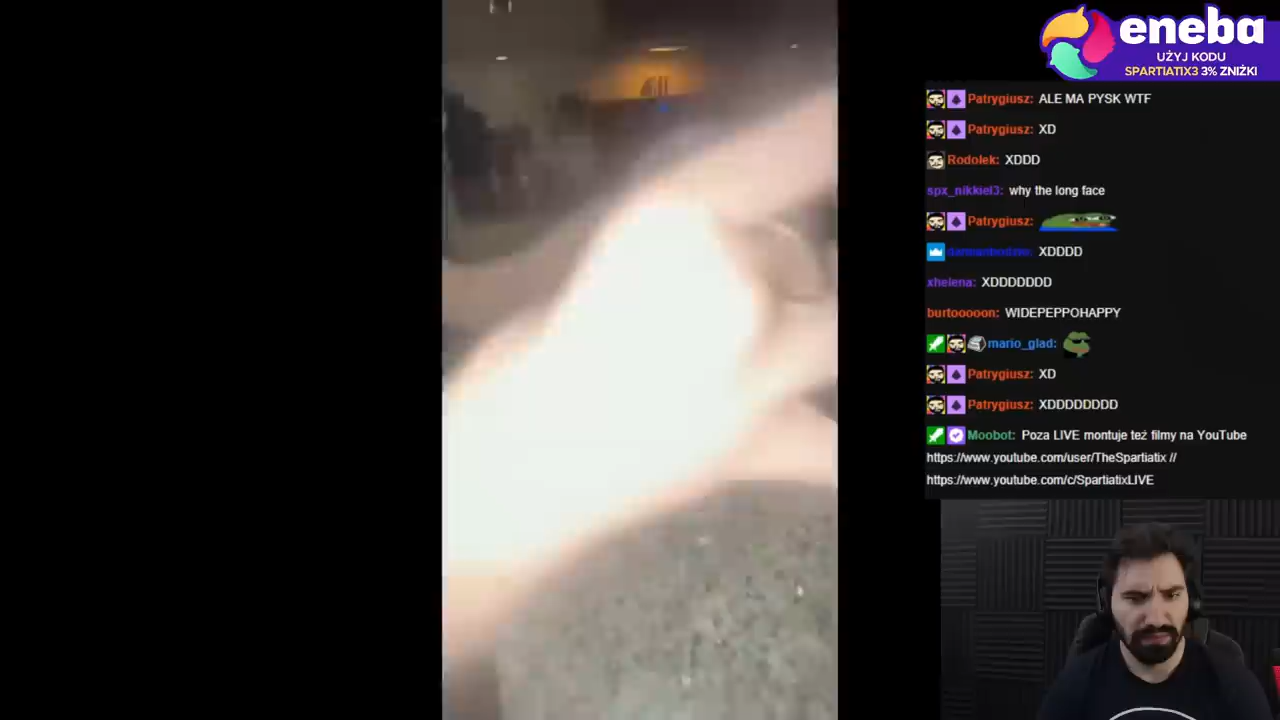 eneba
UŻYJ KODU
SPARTIATIX3 3% ZNIŻKI
Patrygiusz: ALE MA PYSK WTF
Patrygiusz: XD
Rodolek: XDDD
spx_nikkiel3: why the long face
Patrygiusz:
XDDDD
xhelena: XDDDDDDD
burtooooon: WIDEPEPPOHAPPY
mario_glad:
Patrygiusz: XD
Patrygiusz: XDDDDDDDD
Moobot: Poza LIVE montuje też filmy na YouTube
https://www.youtube.com/user/TheSpartiatix //
https://www.youtube.com/c/SpartiatixLIVE